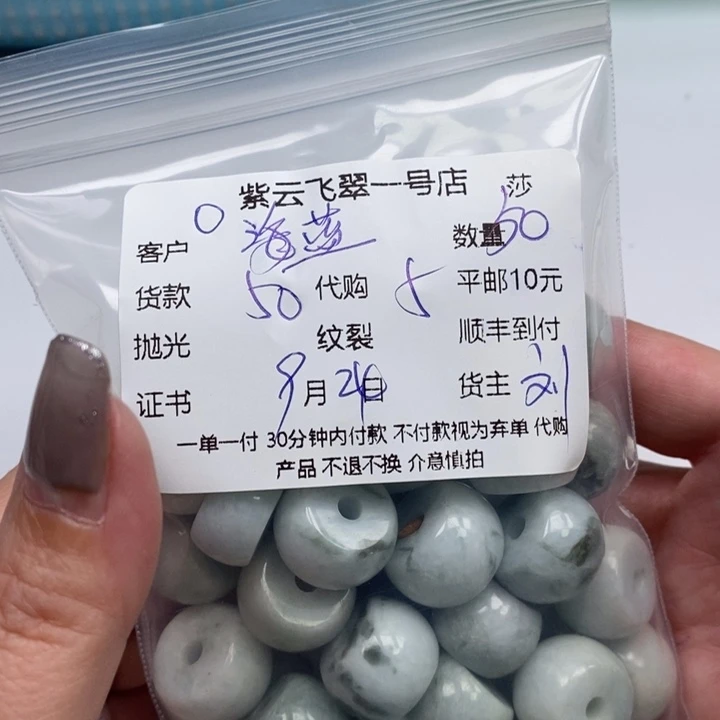 紫云飞翠一号店 莎
客户 海蓝 数量 50
货款 50 代购 5 平邮10元
抛光 纹裂 顺丰到付
证书 9月24日 货主 刘
一单一付 30分钟内付款 不付款视为弃单 代购
产品 不退不换 介意慎拍